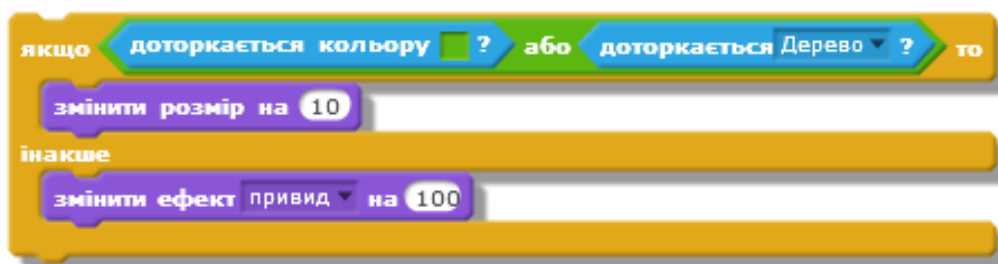 якщо доторкається кольору ? або доторкається Дерево ? то
змінити розмір на 10
інакше
змінити ефект привид на 100